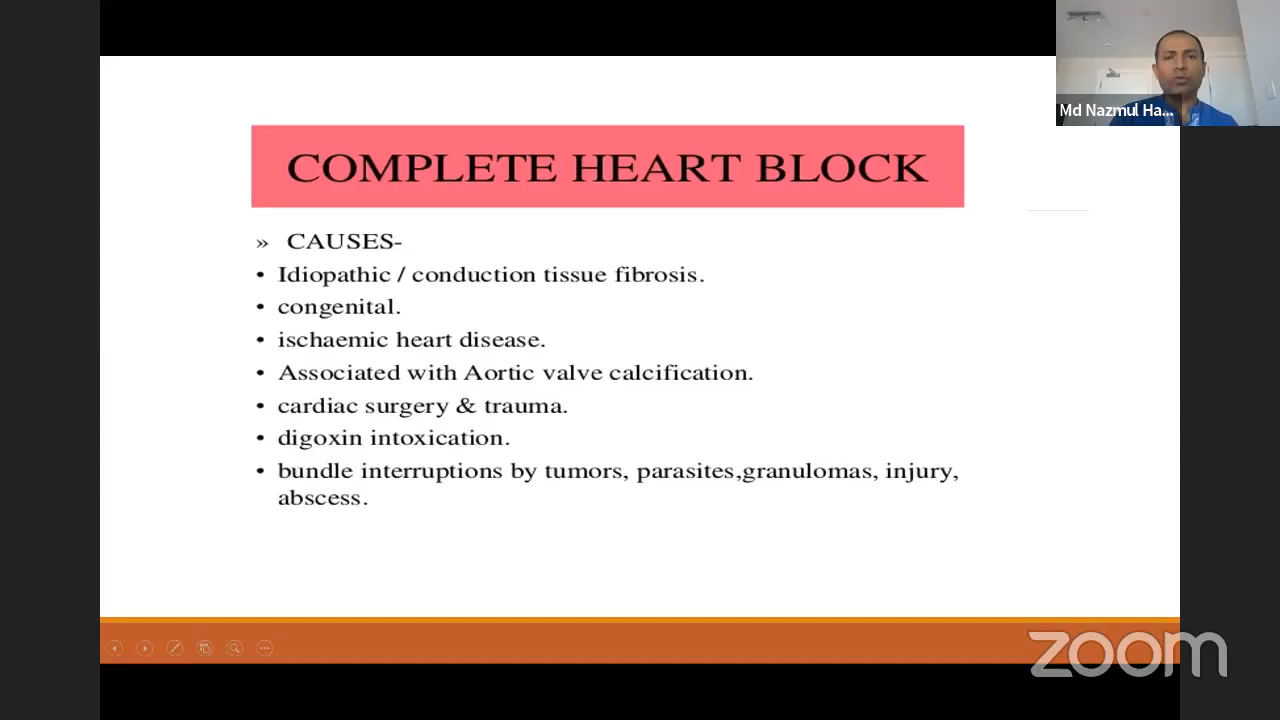 Md Nazmul Ha...
COMPLETE HEART BLOCK
» CAUSES-
• Idiopathic / conduction tissue fibrosis.
• congenital.
• ischaemic heart disease.
• Associated with Aortic valve calcification.
• cardiac surgery & trauma.
• digoxin intoxication.
• bundle interruptions by tumors, parasites,granulomas, injury,
abscess.
zoom